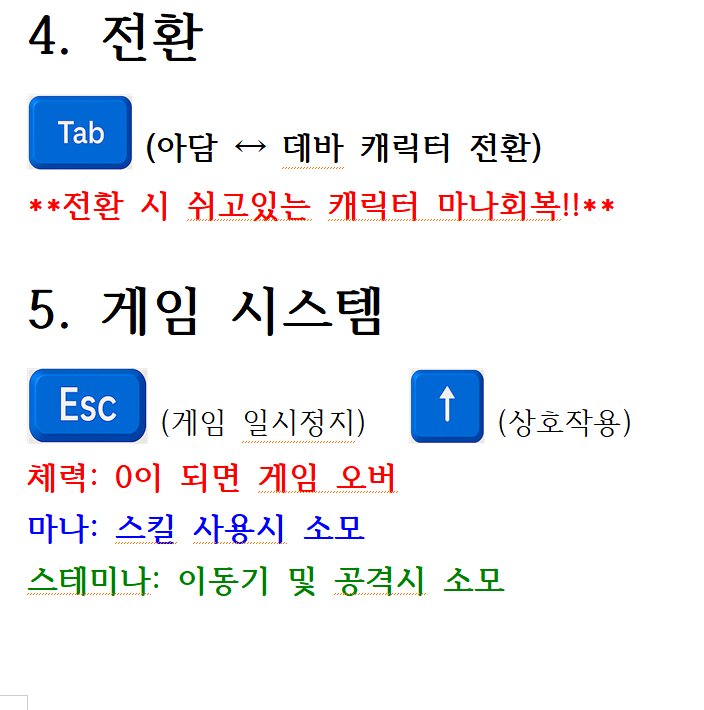 4. 전환
Tab (아담 ↔ 데바 캐릭터 전환)
**전환 시 쉬고있는 캐릭터 마나회복!!**
5. 게임 시스템
Esc (게임 일시정지) ↑ (상호작용)
체력: 0이 되면 게임 오버
마나: 스킬 사용시 소모
스테미나: 이동기 및 공격시 소모